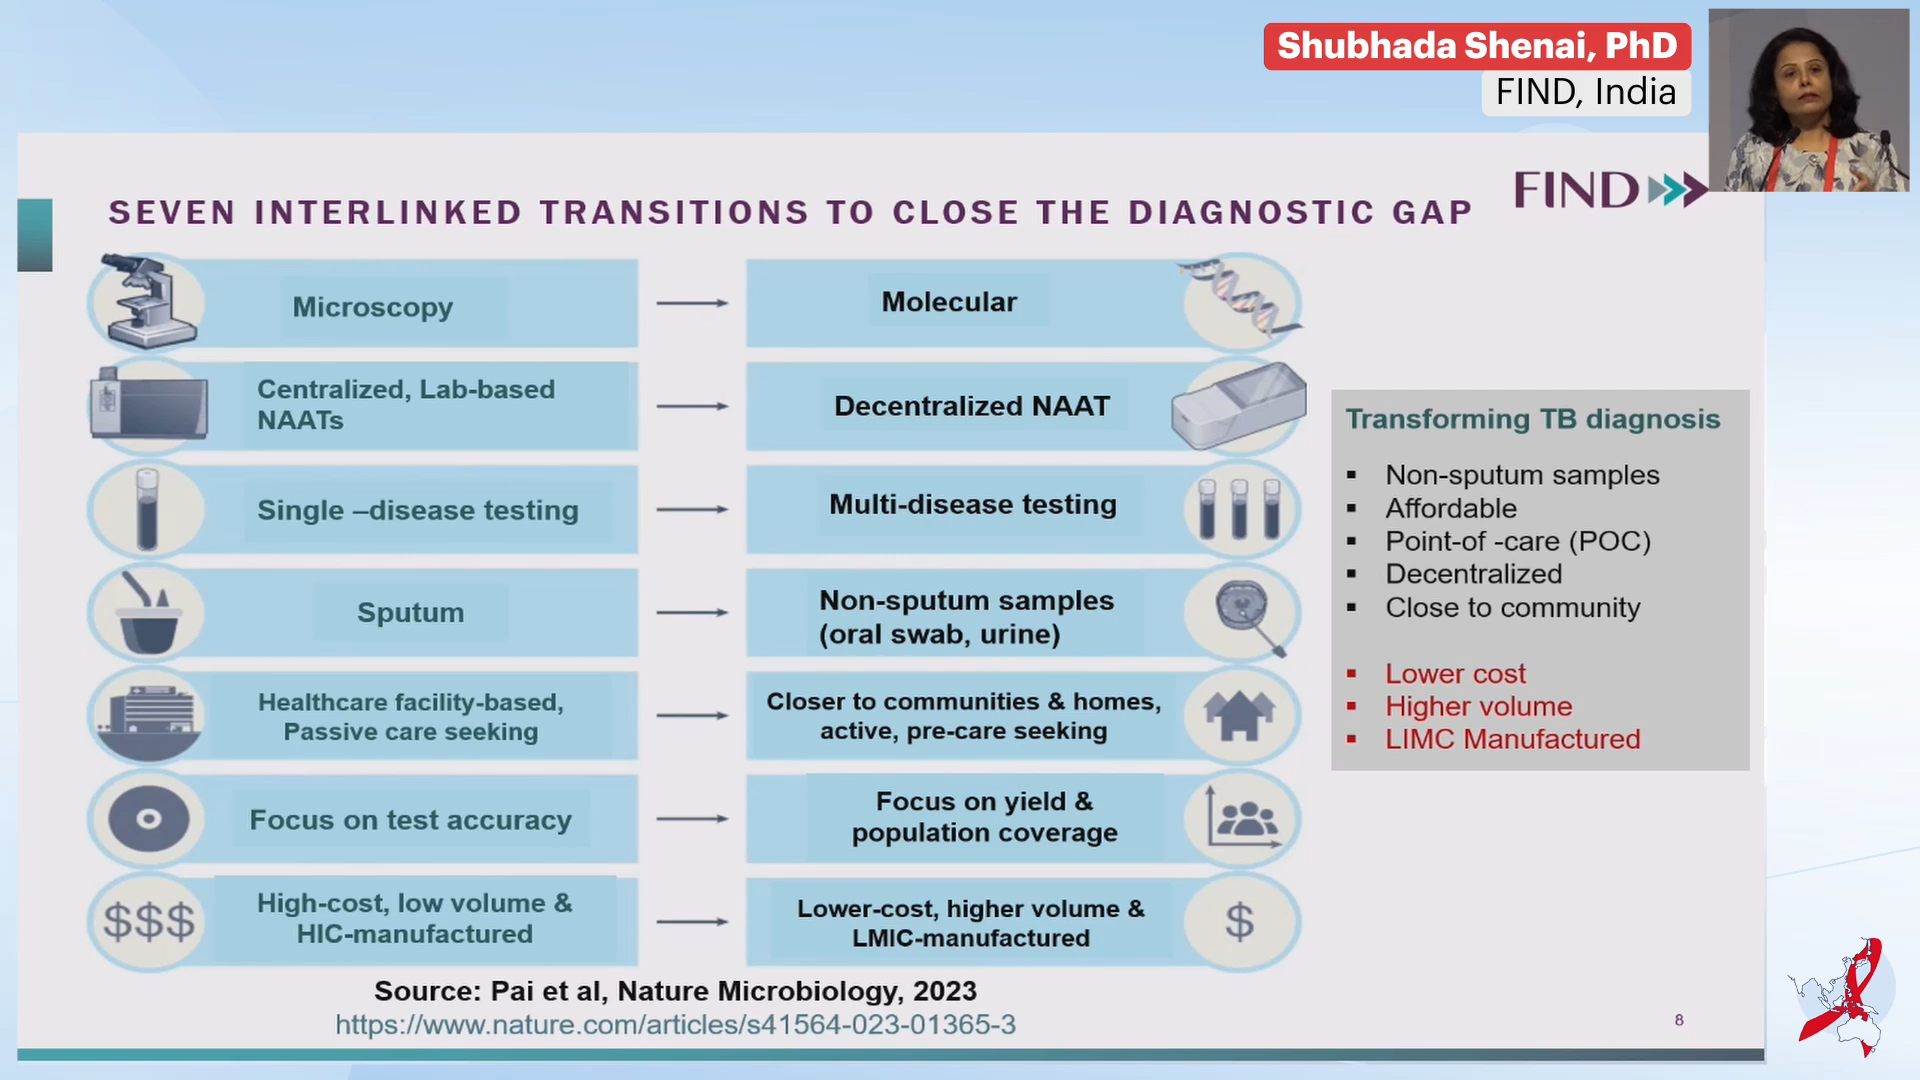 Shubhada Shenai, PhD
FIND, India
FIND
SEVEN INTERLINKED TRANSITIONS TO CLOSE THE DIAGNOSTIC GAP
Microscopy
Molecular
Centralized, Lab-based
NAATs
Decentralized NAAT
Single –disease testing
Multi-disease testing
Sputum
Non-sputum samples
(oral swab, urine)
Healthcare facility-based,
Passive care seeking
Closer to communities & homes,
active, pre-care seeking
Focus on test accuracy
Focus on yield &
population coverage
$$$
High-cost, low volume &
HIC-manufactured
Lower-cost, higher volume &
LMIC-manufactured
$
Transforming TB diagnosis
▪ Non-sputum samples
▪ Affordable
▪ Point-of -care (POC)
▪ Decentralized
▪ Close to community
▪ Lower cost
▪ Higher volume
▪ LIMC Manufactured
Source: Pai et al, Nature Microbiology, 2023
https://www.nature.com/articles/s41564-023-01365-3
8